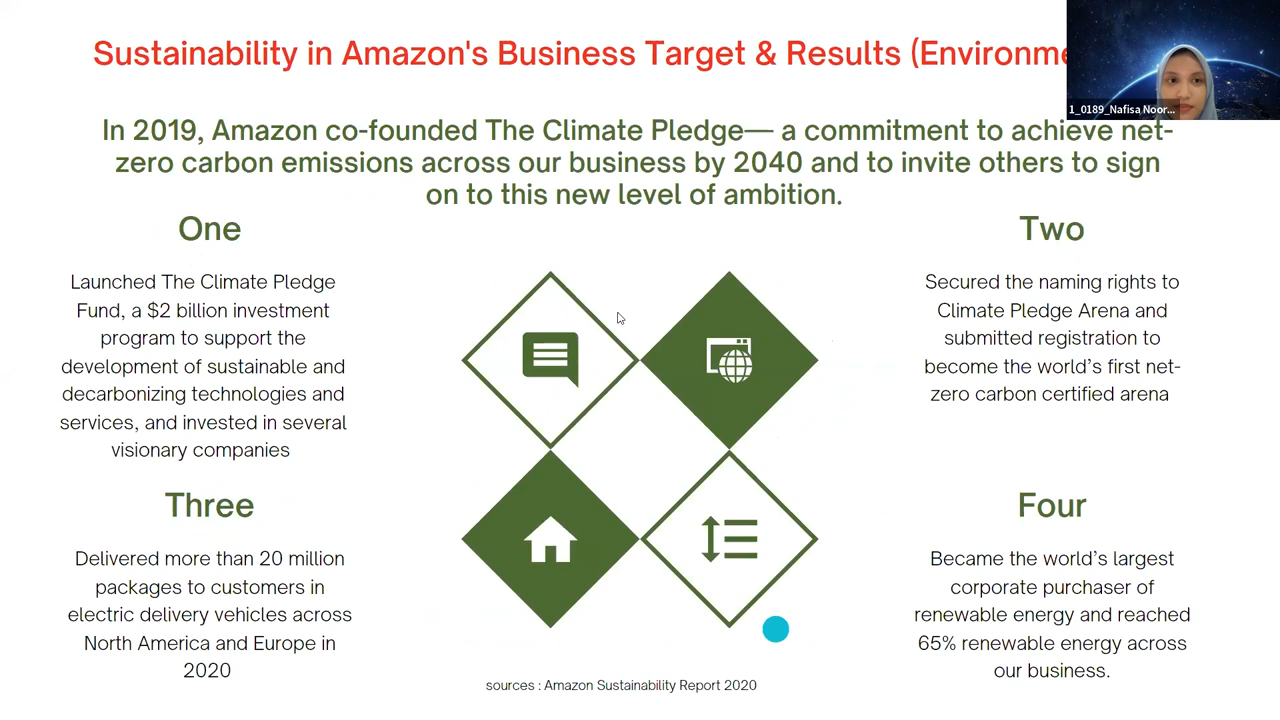 Sustainability in Amazon's Business Target & Results (Environme
1_0189_Nafisa Noor...
In 2019, Amazon co-founded The Climate Pledge— a commitment to achieve net-
zero carbon emissions across our business by 2040 and to invite others to sign
on to this new level of ambition.
One
Launched The Climate Pledge
Fund, a $2 billion investment
program to support the
development of sustainable and
decarbonizing technologies and
services, and invested in several
visionary companies
Two
Secured the naming rights to
Climate Pledge Arena and
submitted registration to
become the world’s first net-
zero carbon certified arena
Three
Delivered more than 20 million
packages to customers in
electric delivery vehicles across
North America and Europe in
2020
Four
Became the world’s largest
corporate purchaser of
renewable energy and reached
65% renewable energy across
our business.
sources : Amazon Sustainability Report 2020